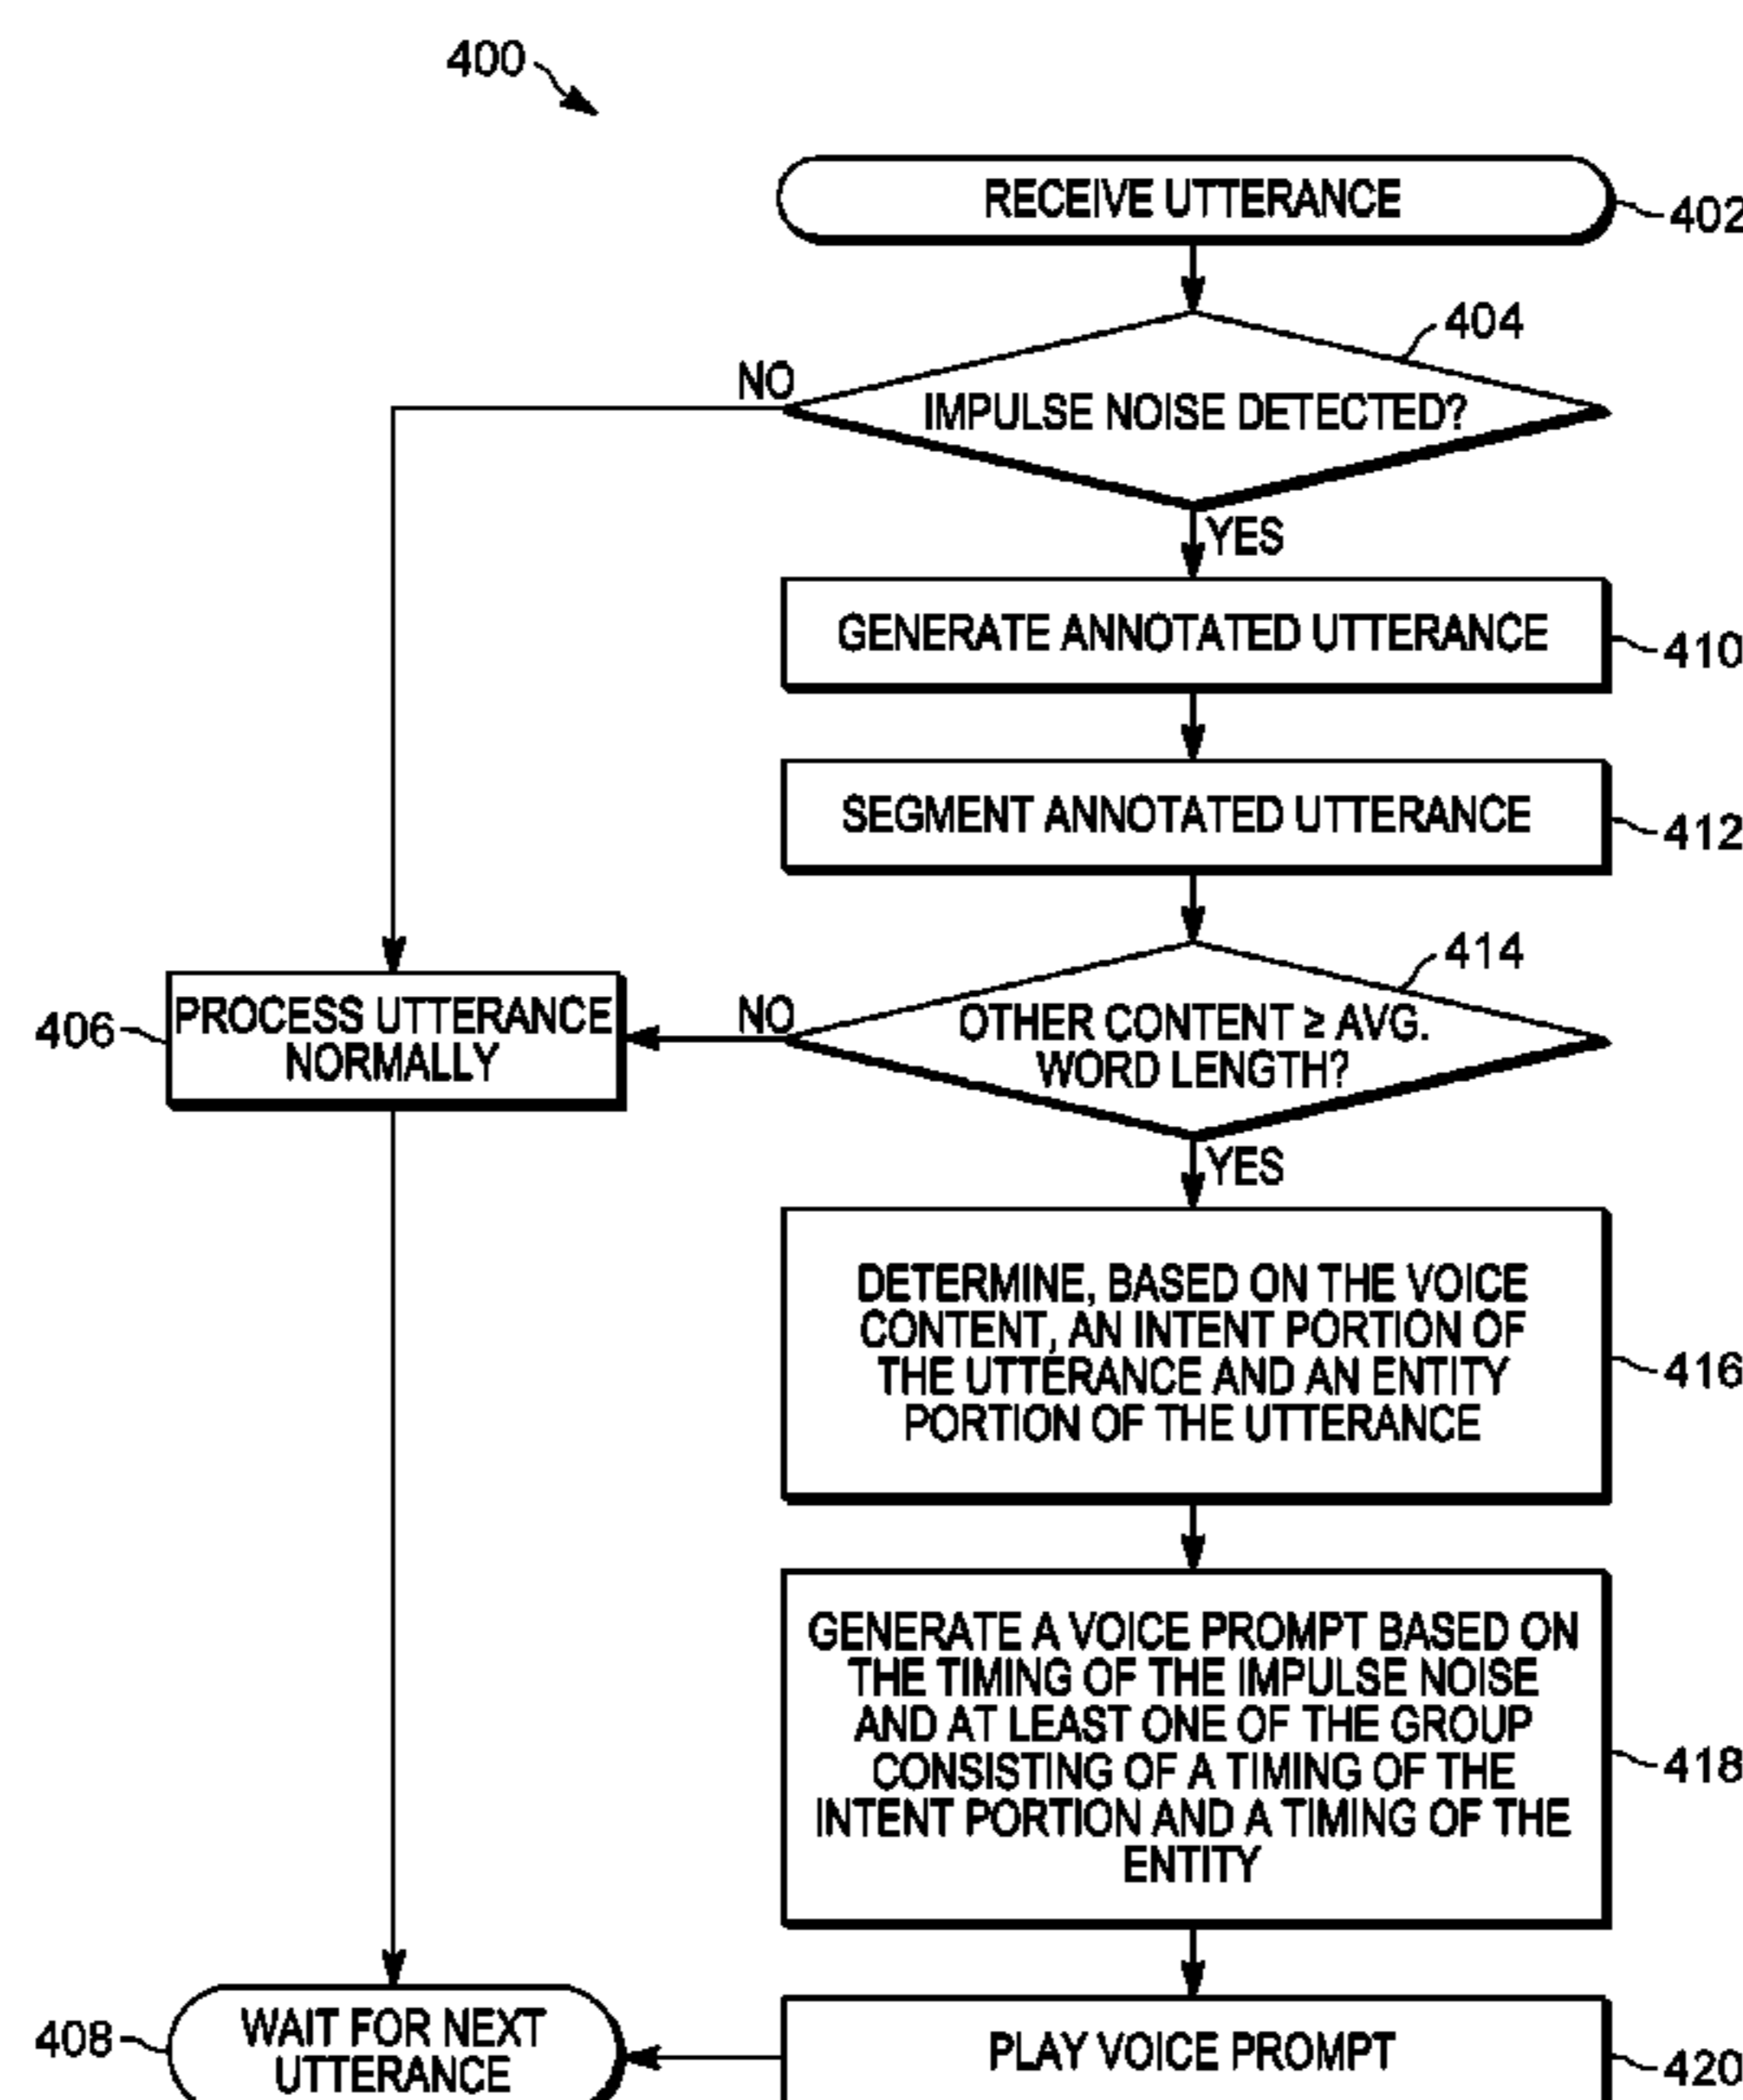 400
RECEIVE UTTERANCE
402
404
NO
IMPULSE NOISE DETECTED?
YES
GENERATE ANNOTATED UTTERANCE
410
SEGMENT ANNOTATED UTTERANCE
412
414
406
PROCESS UTTERANCE
NORMALLY
NO
OTHER CONTENT ≥ AVG.
WORD LENGTH?
YES
DETERMINE, BASED ON THE VOICE
CONTENT, AN INTENT PORTION OF
THE UTTERANCE AND AN ENTITY
PORTION OF THE UTTERANCE
416
GENERATE A VOICE PROMPT BASED ON
THE TIMING OF THE IMPULSE NOISE
AND AT LEAST ONE OF THE GROUP
CONSISTING OF A TIMING OF THE
INTENT PORTION AND A TIMING OF THE
ENTITY
418
408
WAIT FOR NEXT
UTTERANCE
PLAY VOICE PROMPT
420